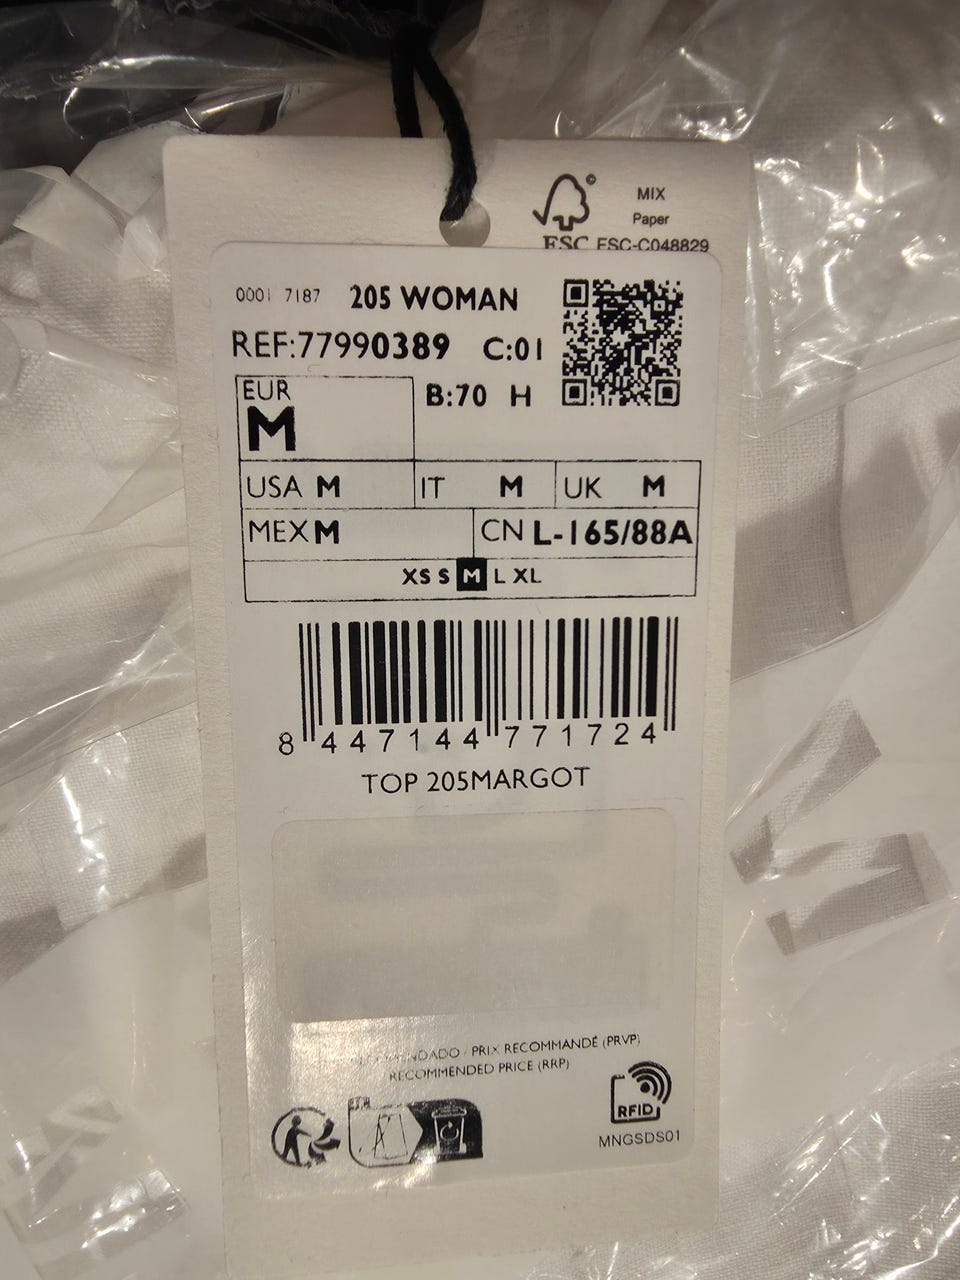 MIX
Paper
FSC FSC-C048829
0001 7187 205 WOMAN
REF:77990389 C:01
EUR
M
B:70 H
USA M IT M UK M
MEX M CN L-165/88A
XS S M L XL
8 447144 771724
TOP 205MARGOT
PRIX RECOMMANDÉ (PRVP)
RECOMMENDED PRICE (RRP)
RFID
MNGSDS01
M